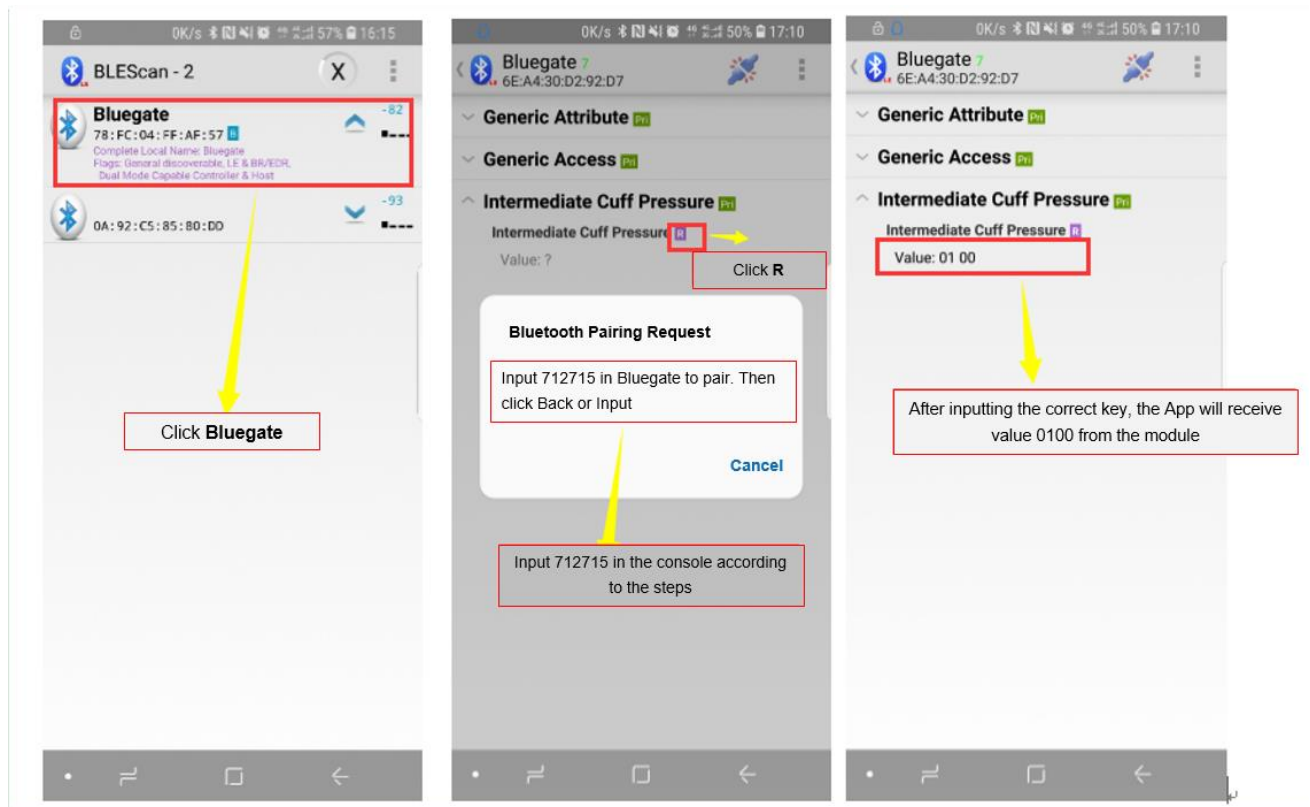 0K/s 57% 16:15
BLEScan - 2
X
Bluegate
78:FC:04:FF:AF:57 B
-82
Complete Local Name: Bluegate
Flags: General discoverable, LE & BR/EDR,
Dual Mode Capable Controller & Host
-93
0A:92:C5:85:80:DD
Click Bluegate
0K/s 50% 17:10
Bluegate 7
6E:A4:30:D2:92:D7
Generic Attribute Pri
Generic Access Pri
Intermediate Cuff Pressure Pri
Intermediate Cuff Pressure R
Value: ?
Click R
Bluetooth Pairing Request
Input 712715 in Bluegate to pair. Then
click Back or Input
Cancel
Input 712715 in the console according
to the steps
0K/s 50% 17:10
Bluegate 7
6E:A4:30:D2:92:D7
Generic Attribute Pri
Generic Access Pri
Intermediate Cuff Pressure Pri
Intermediate Cuff Pressure R
Value: 01 00
After inputting the correct key, the App will receive
value 0100 from the module